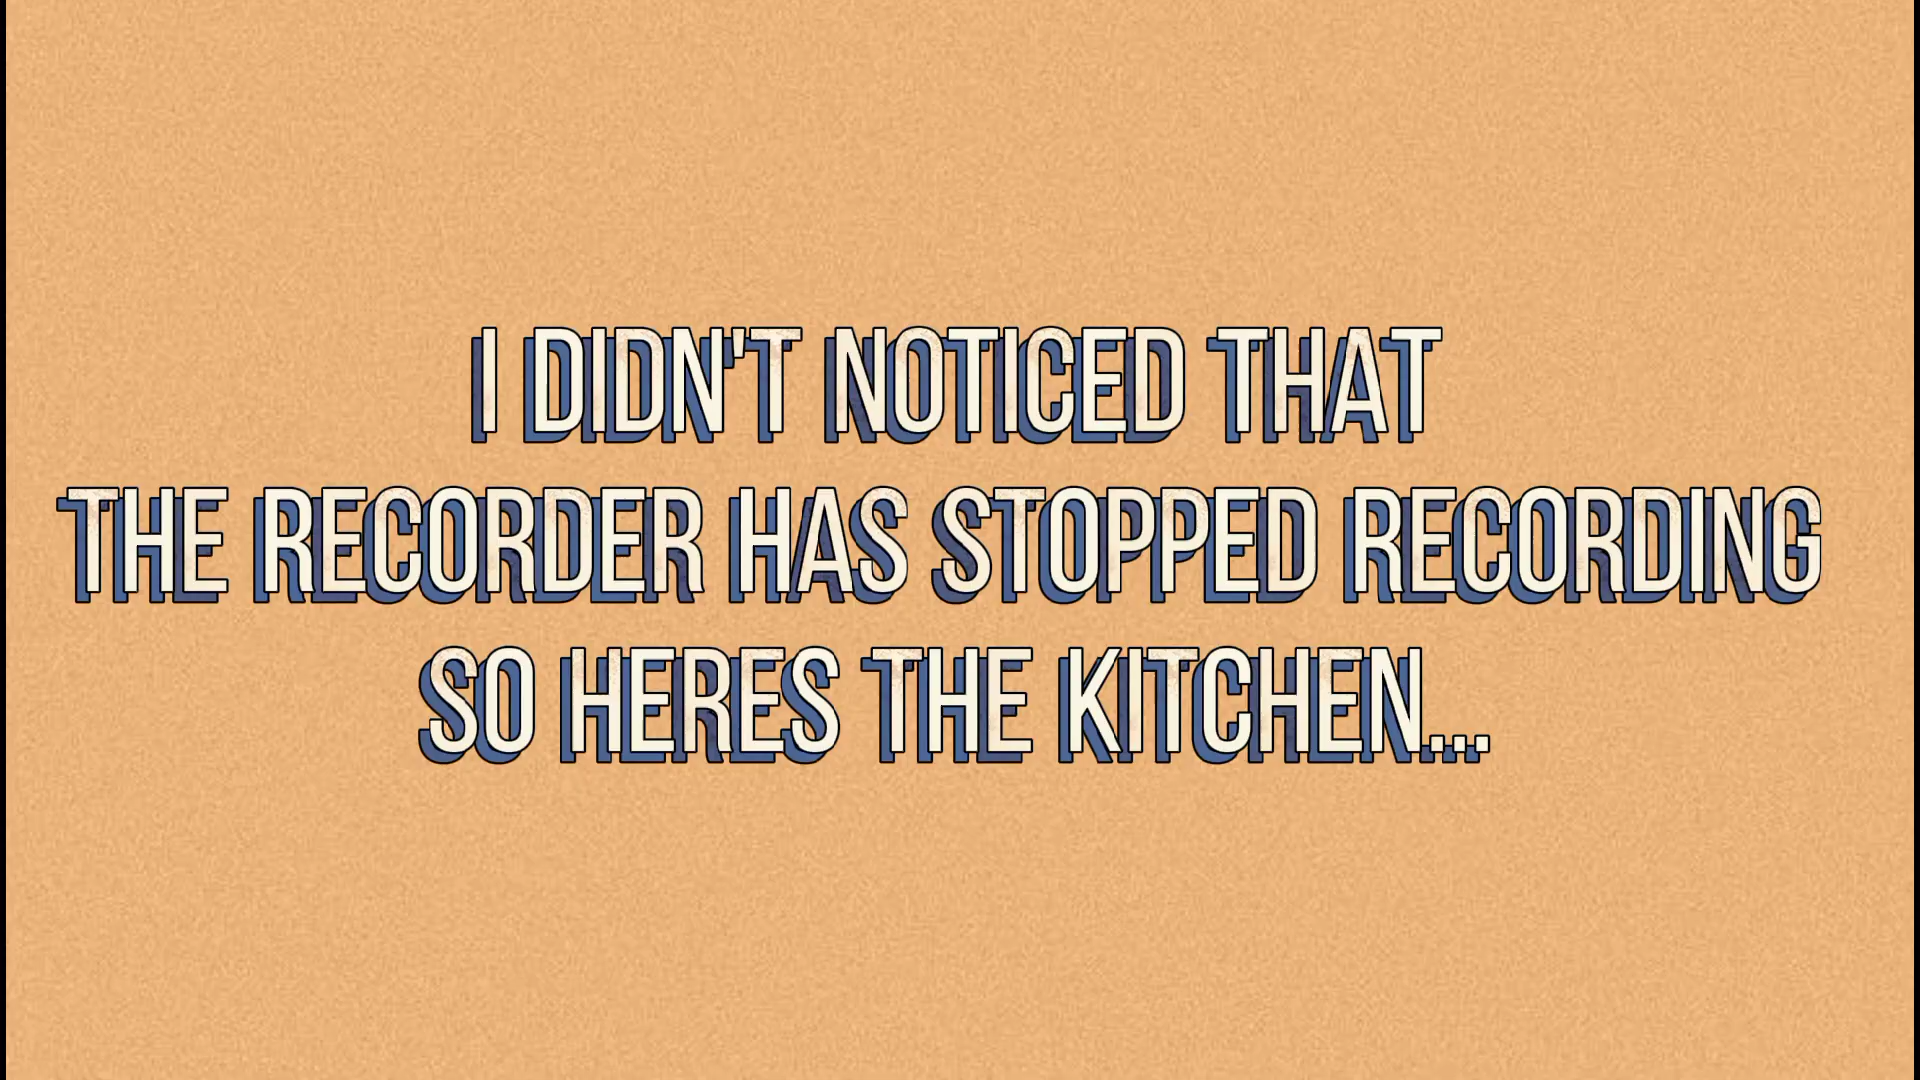 I DIDN'T NOTICED THAT
THE RECORDER HAS STOPPED RECORDING
SO HERES THE KITCHEN...